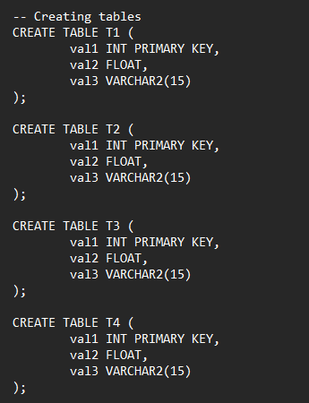 -- Creating tables
CREATE TABLE T1 (
val1 INT PRIMARY KEY,
val2 FLOAT,
val3 VARCHAR2(15)
);
CREATE TABLE T2 (
val1 INT PRIMARY KEY,
val2 FLOAT,
val3 VARCHAR2(15)
);
CREATE TABLE T3 (
val1 INT PRIMARY KEY,
val2 FLOAT,
val3 VARCHAR2(15)
);
CREATE TABLE T4 (
val1 INT PRIMARY KEY,
val2 FLOAT,
val3 VARCHAR2(15)
);